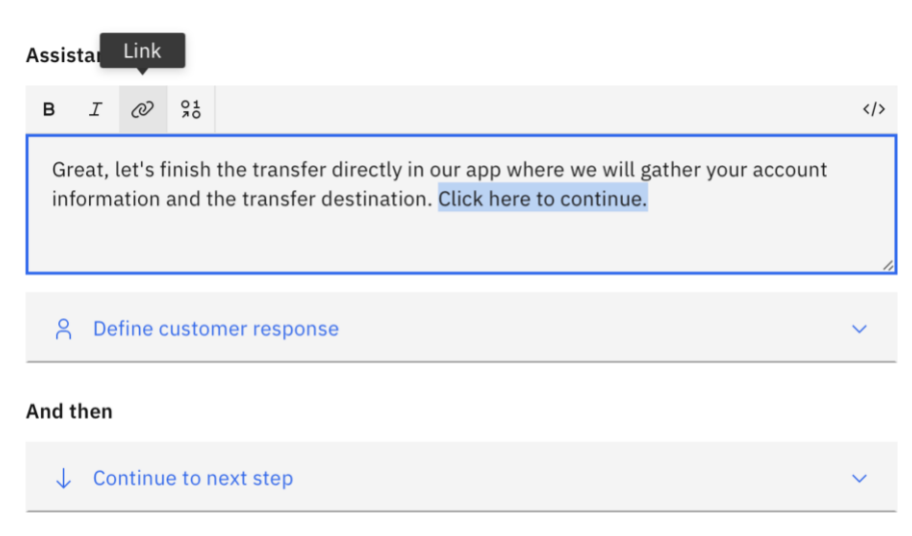 Link
B I </>
Great, let's finish the transfer directly in our app where we will gather your account
information and the transfer destination. Click here to continue.
Define customer response
And then
Continue to next step